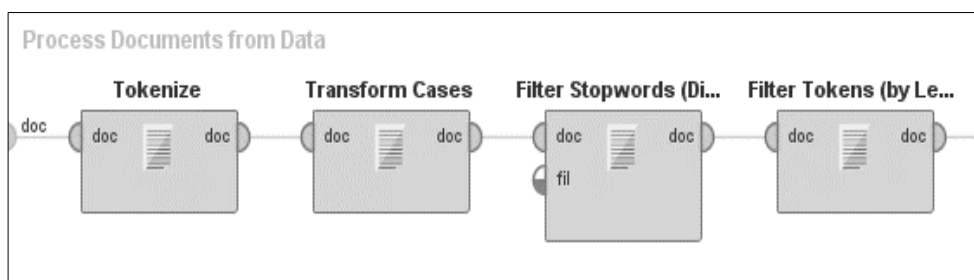 Process Documents from Data
Tokenize
Transform Cases
Filter Stopwords (Di...
Filter Tokens (by Le...
doc
doc doc
doc doc
doc doc
fil
doc doc